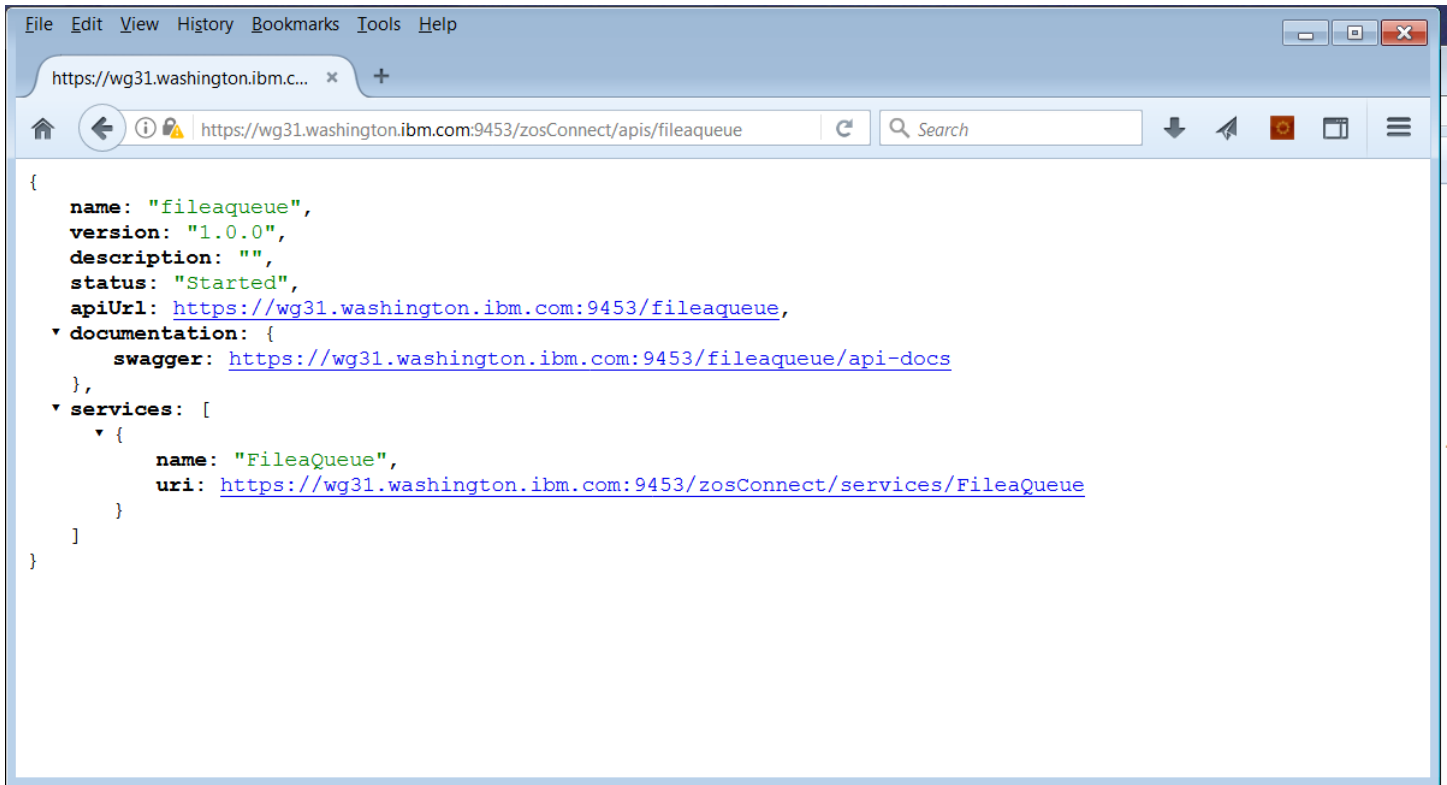 File Edit View History Bookmarks Tools Help
https://wg31.washington.ibm.c...
https://wg31.washington.ibm.com:9453/zosConnect/apis/fileaqueue Search
{
name: "fileaqueue",
version: "1.0.0",
description: "",
status: "Started",
apiUrl: https://wg31.washington.ibm.com:9453/fileaqueue,
documentation: {
swagger: https://wg31.washington.ibm.com:9453/fileaqueue/api-docs
},
services: [
{
name: "FileaQueue",
uri: https://wg31.washington.ibm.com:9453/zosConnect/services/FileaQueue
}
]
}